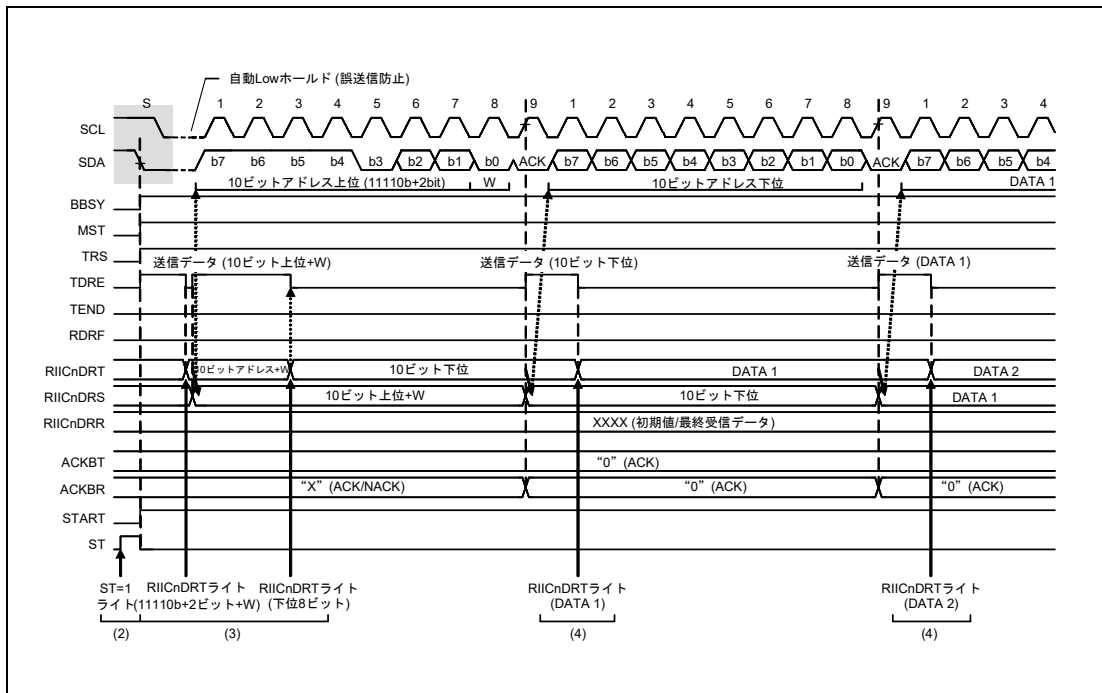 自動Lowホールド (誤送信防止)
S 1 2 3 4 5 6 7 8 9 1 2 3 4 5 6 7 8 9 1 2 3 4
SCL
SDA b7 b6 b5 b4 b3 b2 b1 b0 ACK b7 b6 b5 b4 b3 b2 b1 b0 ACK b7 b6 b5 b4
10ビットアドレス上位 (11110b+2bit) W 10ビットアドレス下位 DATA 1
BBSY
MST
TRS
送信データ (10ビット上位+W) 送信データ (10ビット下位) 送信データ (DATA 1)
TDRE
TEND
RDRF
RIICnDRT 10ビットアドレス+W 10ビット下位 DATA 1 DATA 2
RIICnDRS 10ビット上位+W 10ビット下位 DATA 1
RIICnDRR XXXX (初期値/最終受信データ)
ACKBT “0” (ACK)
ACKBR “X” (ACK/NACK) “0” (ACK) “0” (ACK)
START
ST
ST=1 RIICnDRTライト RIICnDRTライト RIICnDRTライト RIICnDRTライト
ライト (11110b+2ビット+W) (下位8ビット) (DATA 1) (DATA 2)
(2) (3) (4) (4)